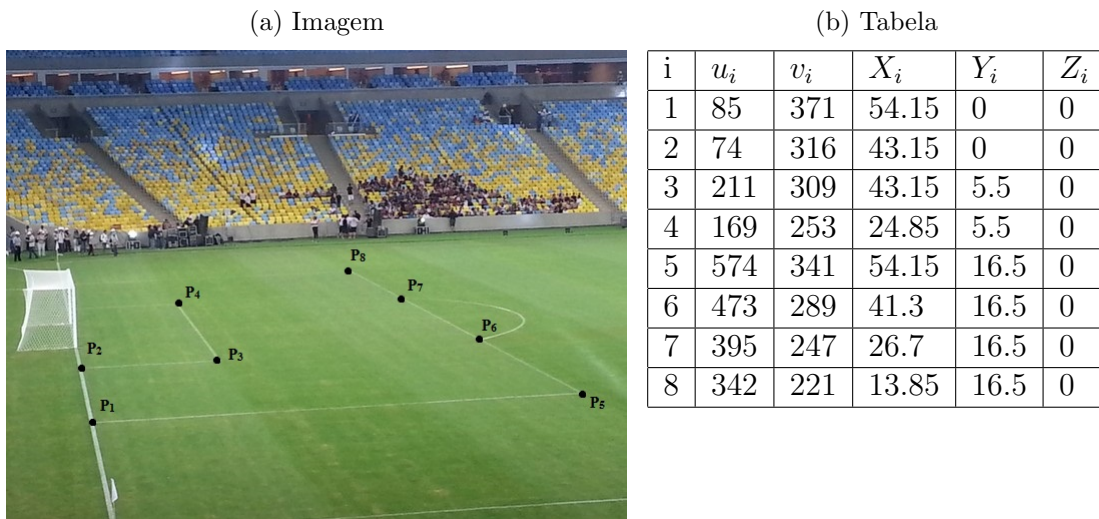 (a) Imagem
P8
P7
P4
P6
P2
P3
P5
P1
(b) Tabela
i u_i v_i X_i Y_i Z_i
1 85 371 54.15 0 0
2 74 316 43.15 0 0
3 211 309 43.15 5.5 0
4 169 253 24.85 5.5 0
5 574 341 54.15 16.5 0
6 473 289 41.3 16.5 0
7 395 247 26.7 16.5 0
8 342 221 13.85 16.5 0